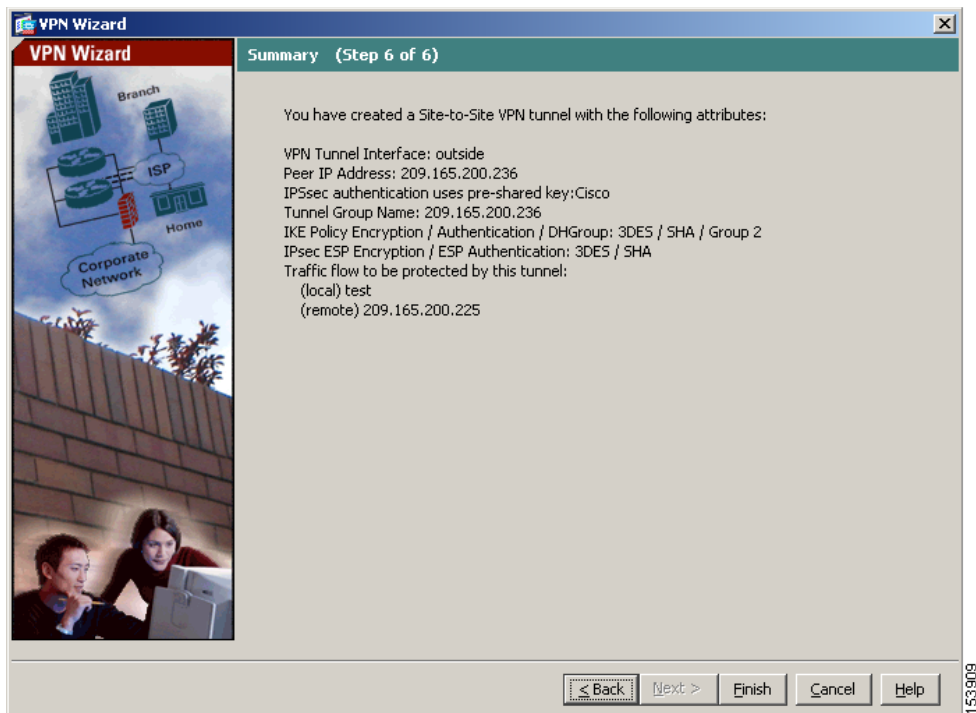 VPN Wizard
VPN Wizard
Summary (Step 6 of 6)
Branch
ISP
Home
Corporate
Network
You have created a Site-to-Site VPN tunnel with the following attributes:
VPN Tunnel Interface: outside
Peer IP Address: 209.165.200.236
IPSsec authentication uses pre-shared key:Cisco
Tunnel Group Name: 209.165.200.236
IKE Policy Encryption / Authentication / DHGroup: 3DES / SHA / Group 2
IPsec ESP Encryption / ESP Authentication: 3DES / SHA
Traffic flow to be protected by this tunnel:
(local) test
(remote) 209.165.200.225
< Back
Next >
Finish
Cancel
Help
153909